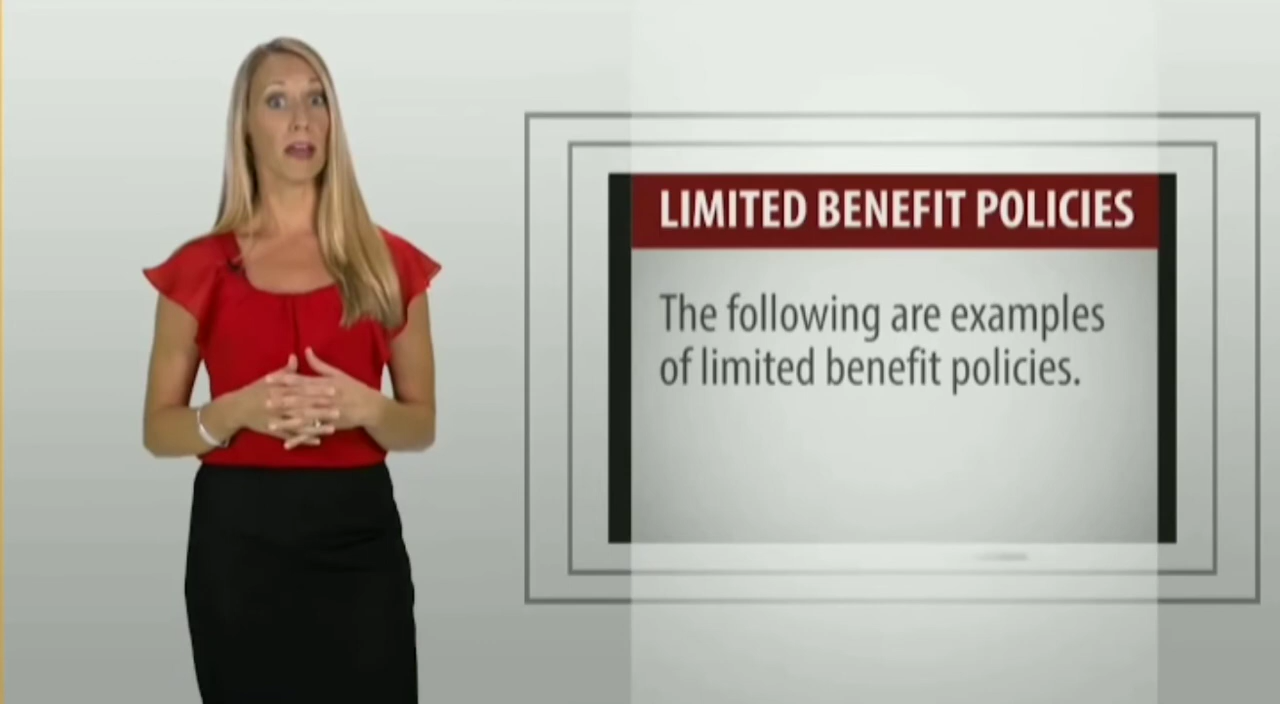 LIMITED BENEFIT POLICIES
The following are examples
of limited benefit policies.